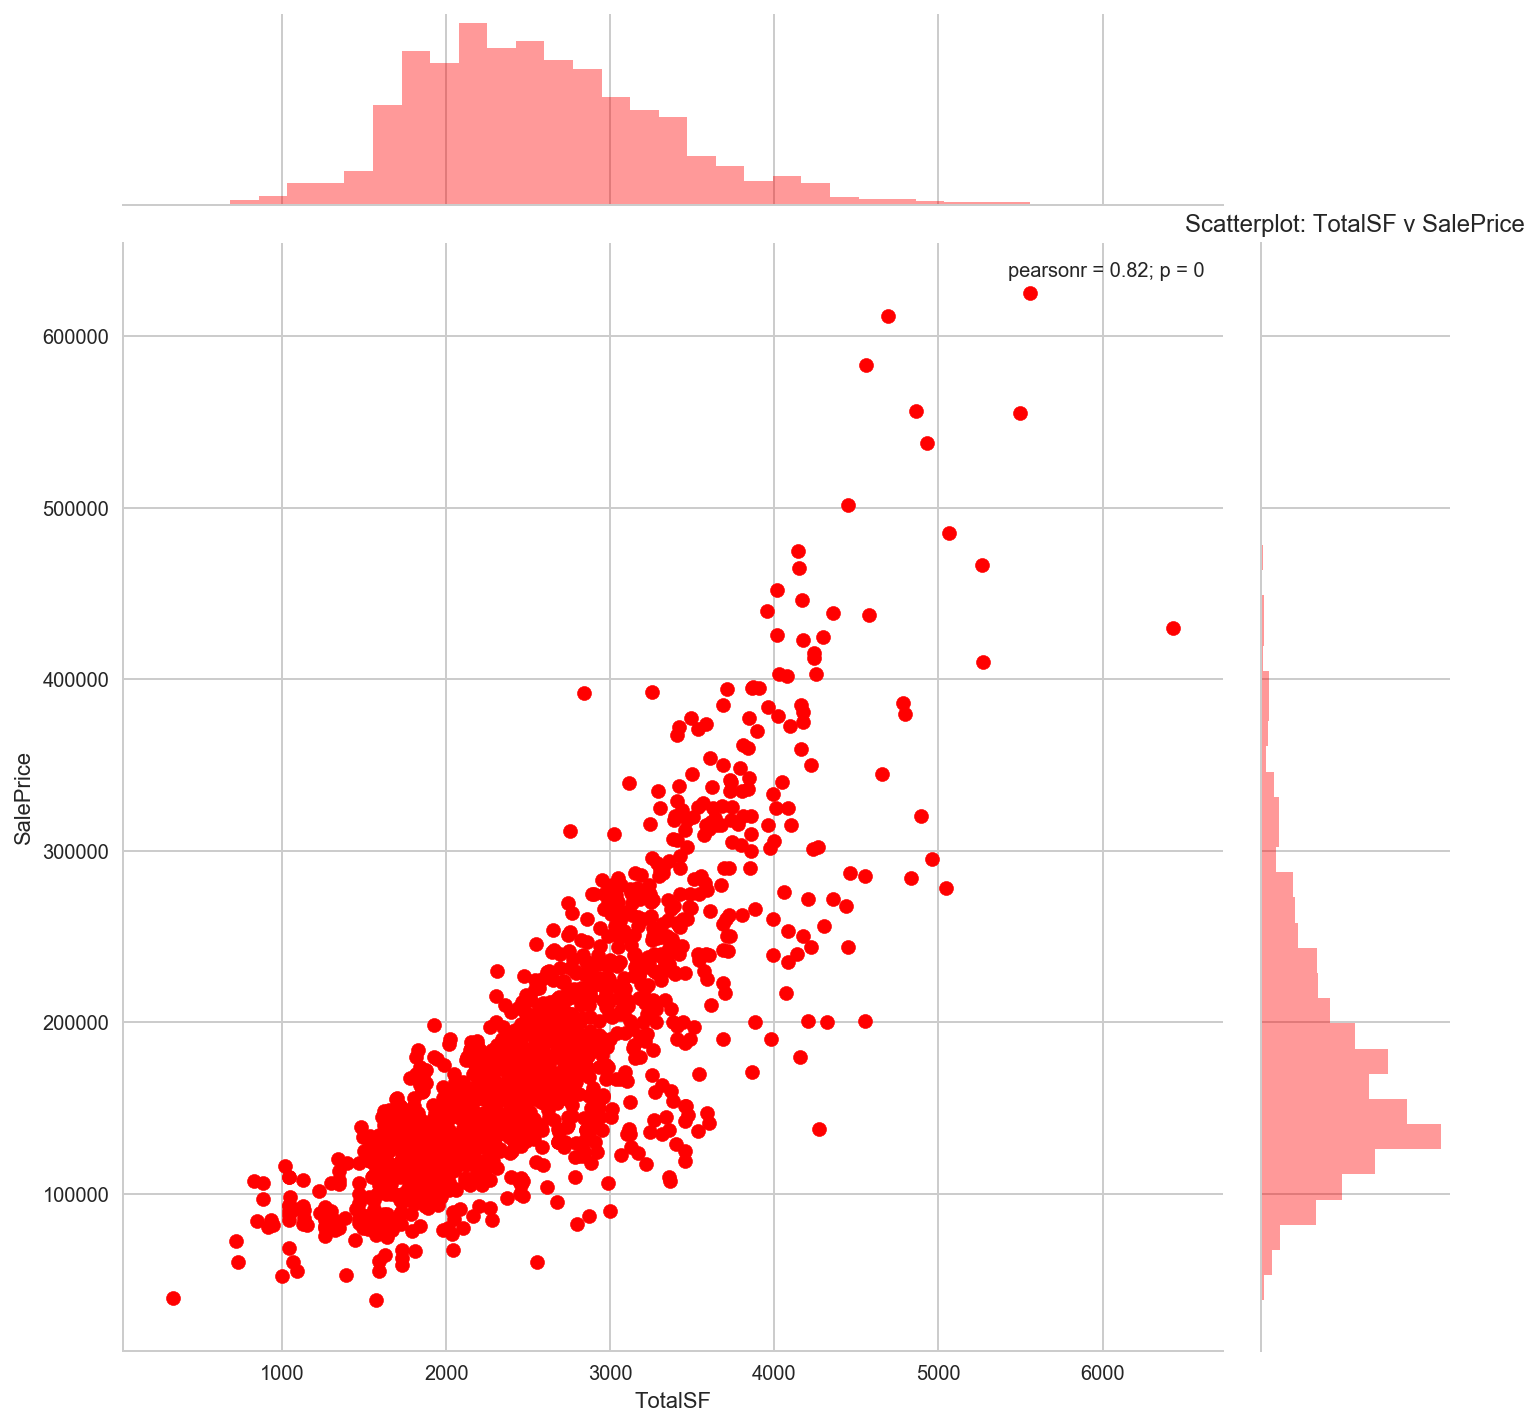 Scatterplot: TotalSF v SalePrice
pearsonr = 0.82; p = 0
600000
500000
400000
300000
200000
100000
SalePrice
1000 2000 3000 4000 5000 6000
TotalSF